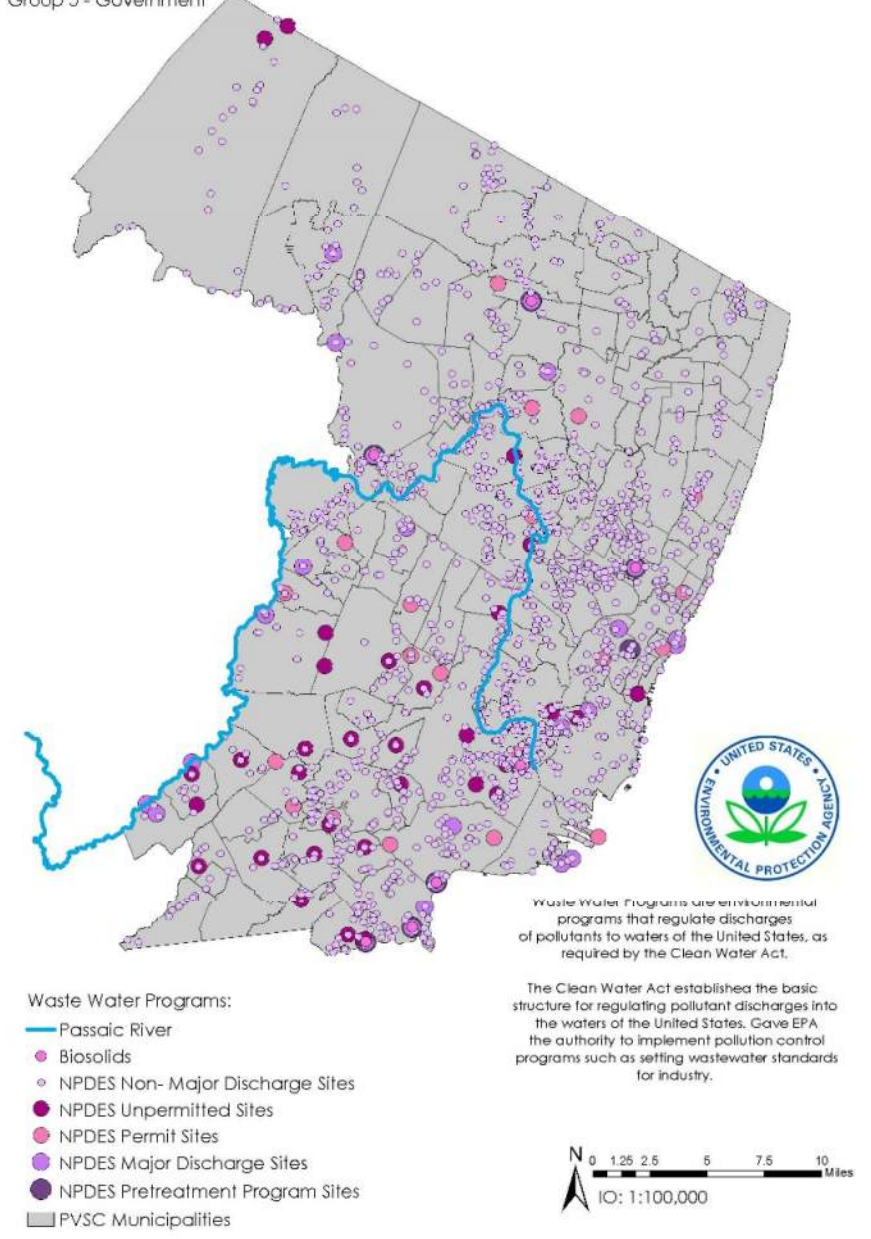 Group 5 - Government
UNITED STATES
ENVIRONMENTAL PROTECTION AGENCY
Waste Water Programs are environmental
programs that regulate discharges
of pollutants to waters of the United States, as
required by the Clean Water Act.
The Clean Water Act established the basic
structure for regulating pollutant discharges into
the waters of the United States. Gave EPA
the authority to implement pollution control
programs such as setting wastewater standards
for industry.
Waste Water Programs:
Passaic River
Biosolids
NPDES Non- Major Discharge Sites
NPDES Unpermitted Sites
NPDES Permit Sites
NPDES Major Discharge Sites
NPDES Pretreatment Program Sites
PVSC Municipalities
N
0 1.25 2.5 5 7.5 10
Miles
IO: 1:100,000